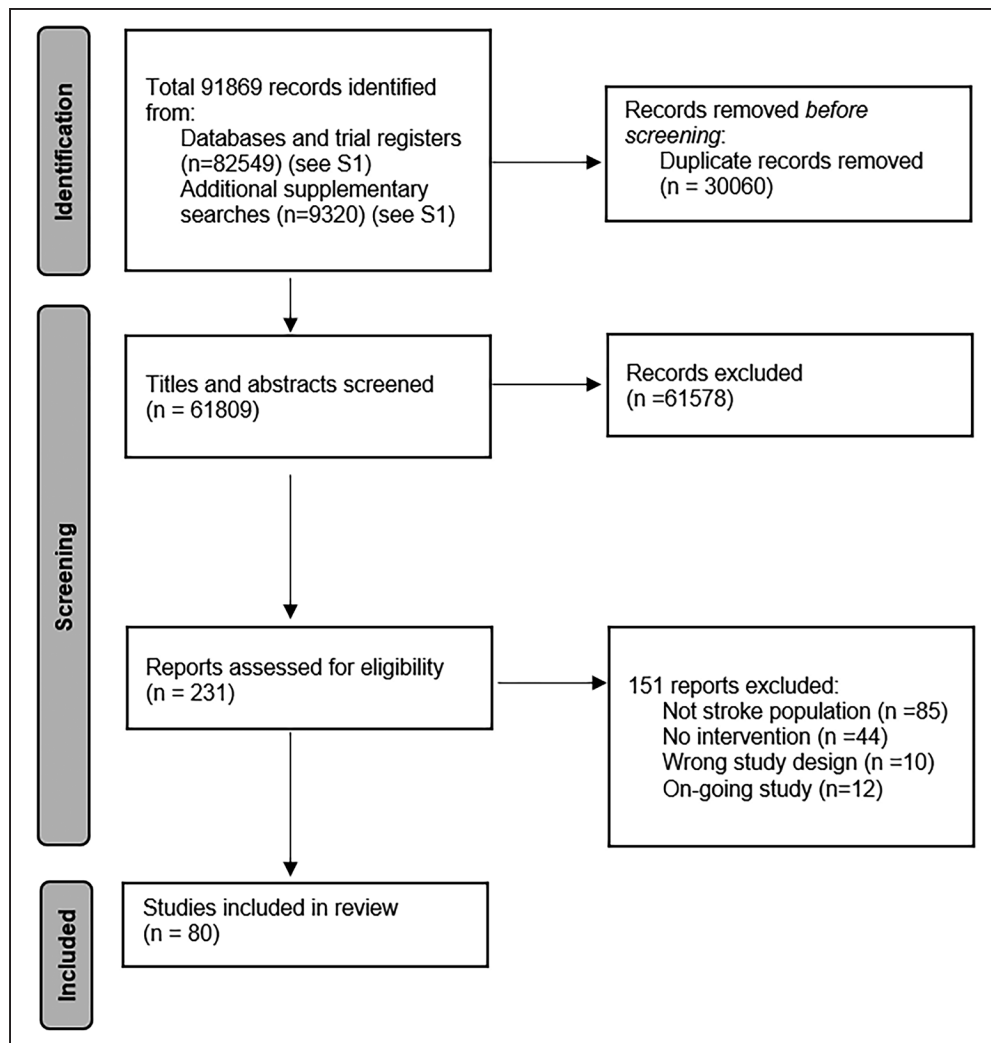 Identification
Total 91869 records identified
from:
Databases and trial registers
(n=82549) (see S1)
Additional supplementary
searches (n=9320) (see S1)
Records removed before
screening:
Duplicate records removed
(n = 30060)
Screening
Titles and abstracts screened
(n = 61809)
Records excluded
(n =61578)
Reports assessed for eligibility
(n = 231)
151 reports excluded:
Not stroke population (n =85)
No intervention (n =44)
Wrong study design (n =10)
On-going study (n=12)
Included
Studies included in review
(n = 80)